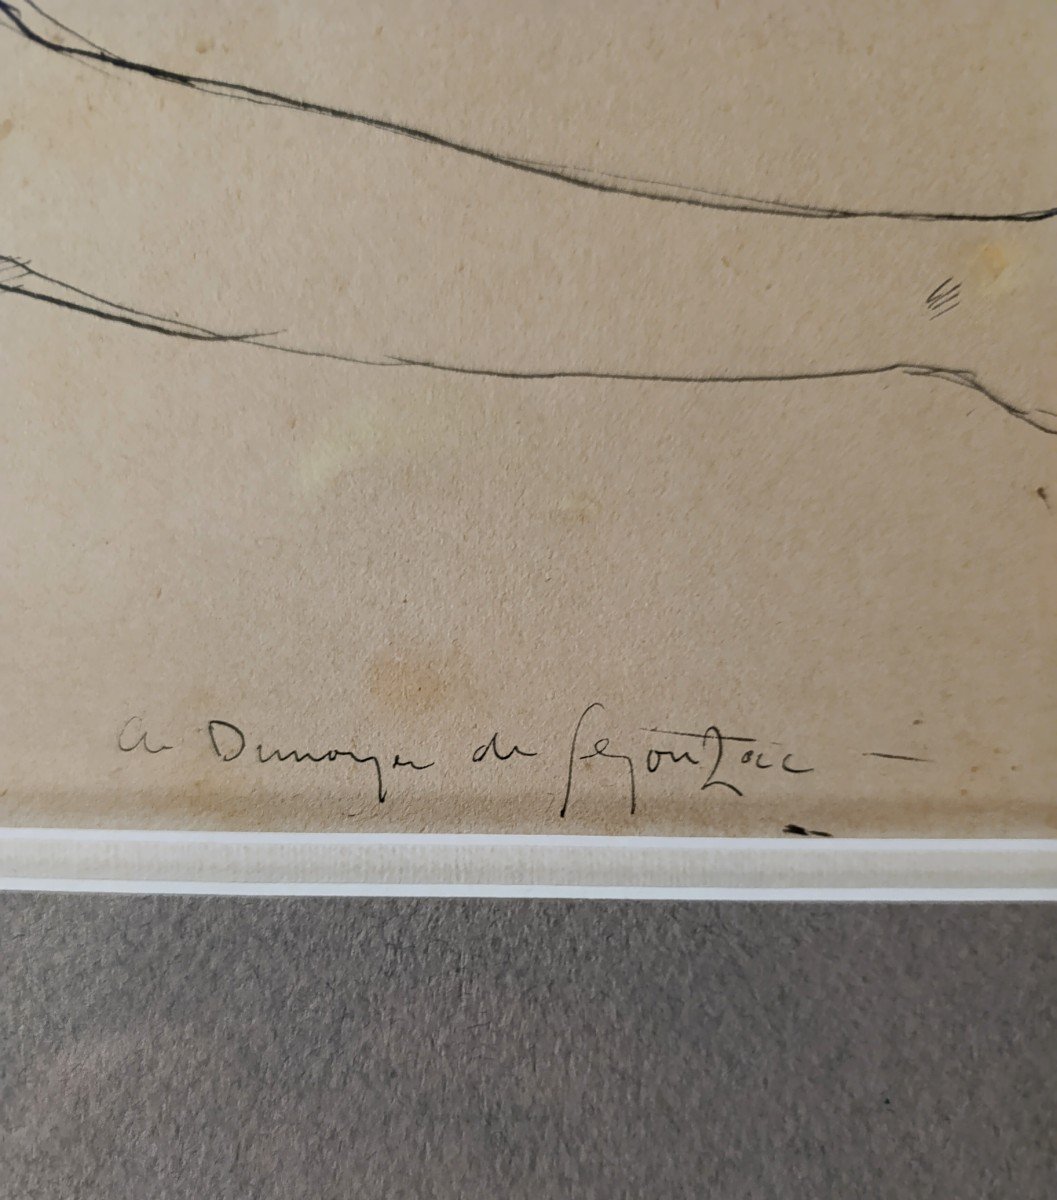 A Dunoyer de Segonzac —